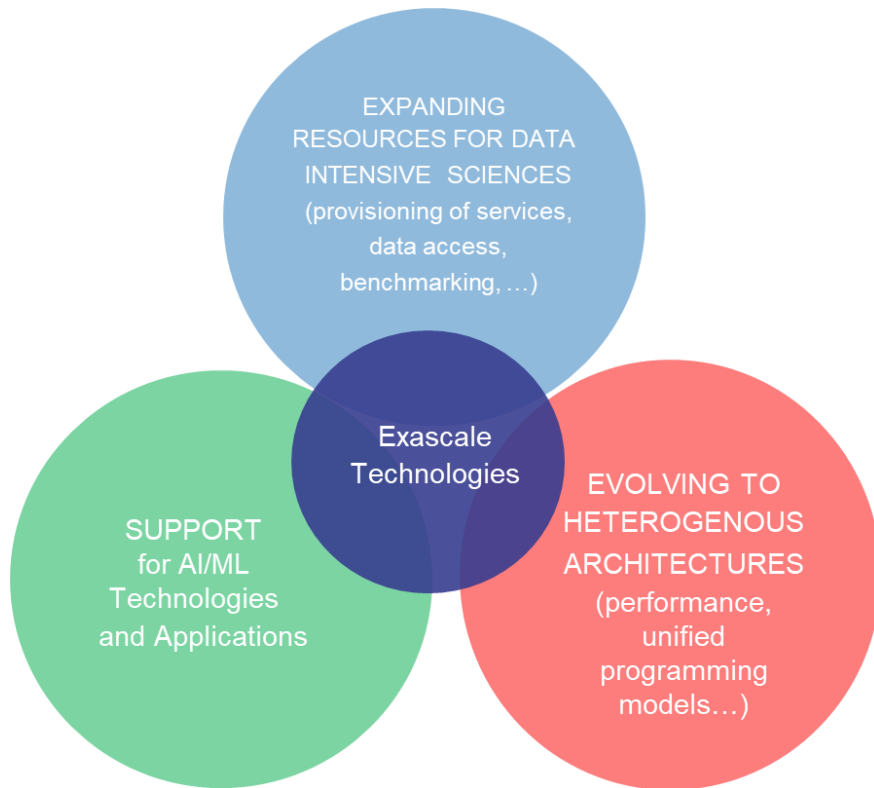 EXPANDING
RESOURCES FOR DATA
INTENSIVE SCIENCES
(provisioning of services,
data access,
benchmarking, …)
Exascale
Technologies
SUPPORT
for AI/ML
Technologies
and Applications
EVOLVING TO
HETEROGENOUS
ARCHITECTURES
(performance,
unified
programming
models…)